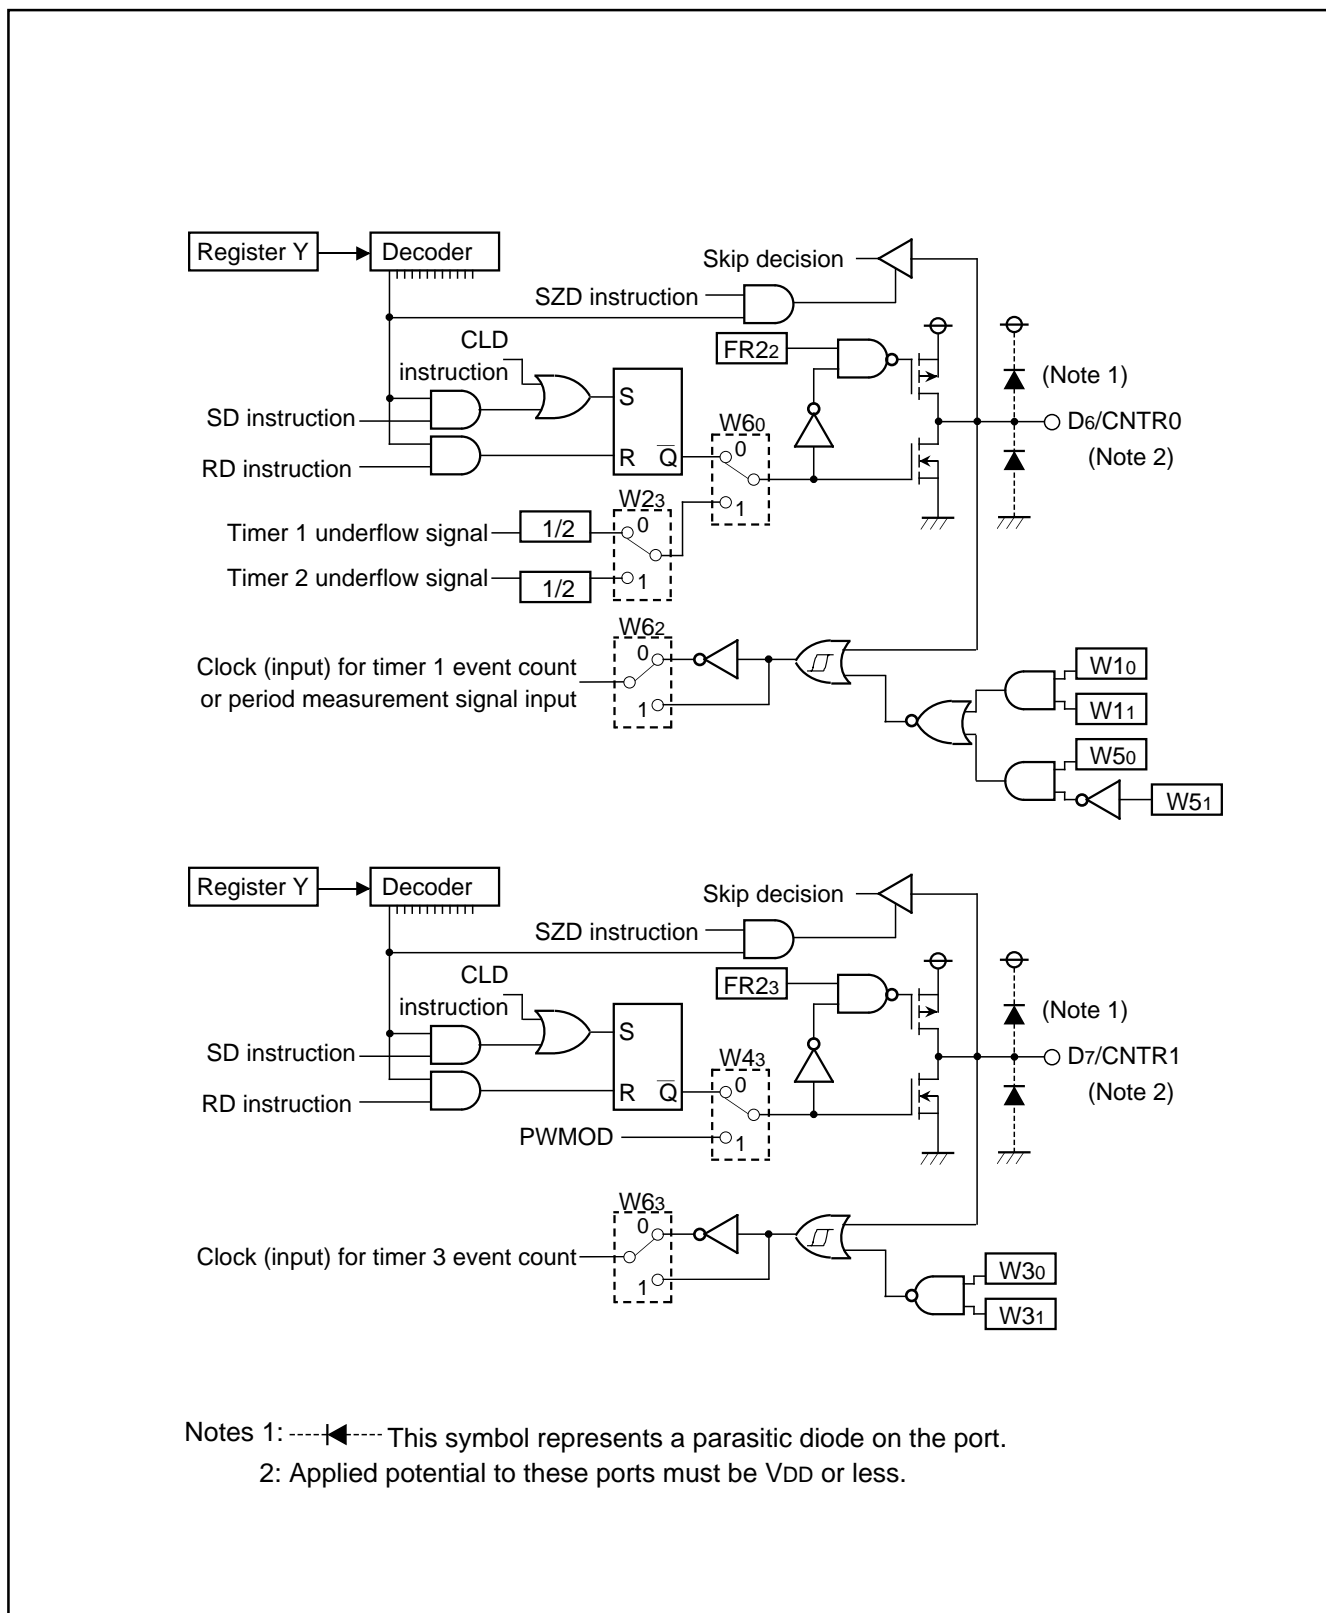 Register Y
Decoder
Skip decision
SZD instruction
CLD
instruction
FR22
(Note 1)
SD instruction
S
W60
0
D6/CNTR0
RD instruction
R
Q̅
(Note 2)
1
W23
Timer 1 underflow signal
1/2
0
Timer 2 underflow signal
1/2
1
W62
0
Clock (input) for timer 1 event count
or period measurement signal input
1
W10
W11
W50
W51
Register Y
Decoder
Skip decision
SZD instruction
CLD
instruction
FR23
(Note 1)
SD instruction
S
W43
0
D7/CNTR1
RD instruction
R
Q̅
(Note 2)
PWMOD
1
W63
0
Clock (input) for timer 3 event count
1
W30
W31
Notes 1: This symbol represents a parasitic diode on the port.
2: Applied potential to these ports must be VDD or less.